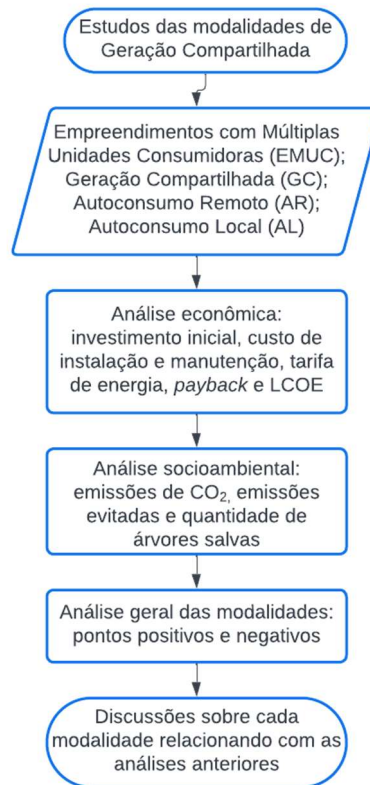 Estudos das modalidades de
Geração Compartilhada
Empreendimentos com Múltiplas
Unidades Consumidoras (EMUC);
Geração Compartilhada (GC);
Autoconsumo Remoto (AR);
Autoconsumo Local (AL)
Análise econômica:
investimento inicial, custo de
instalação e manutenção, tarifa
de energia, payback e LCOE
Análise socioambiental:
emissões de CO₂, emissões
evitadas e quantidade de
árvores salvas
Análise geral das modalidades:
pontos positivos e negativos
Discussões sobre cada
modalidade relacionando com as
análises anteriores